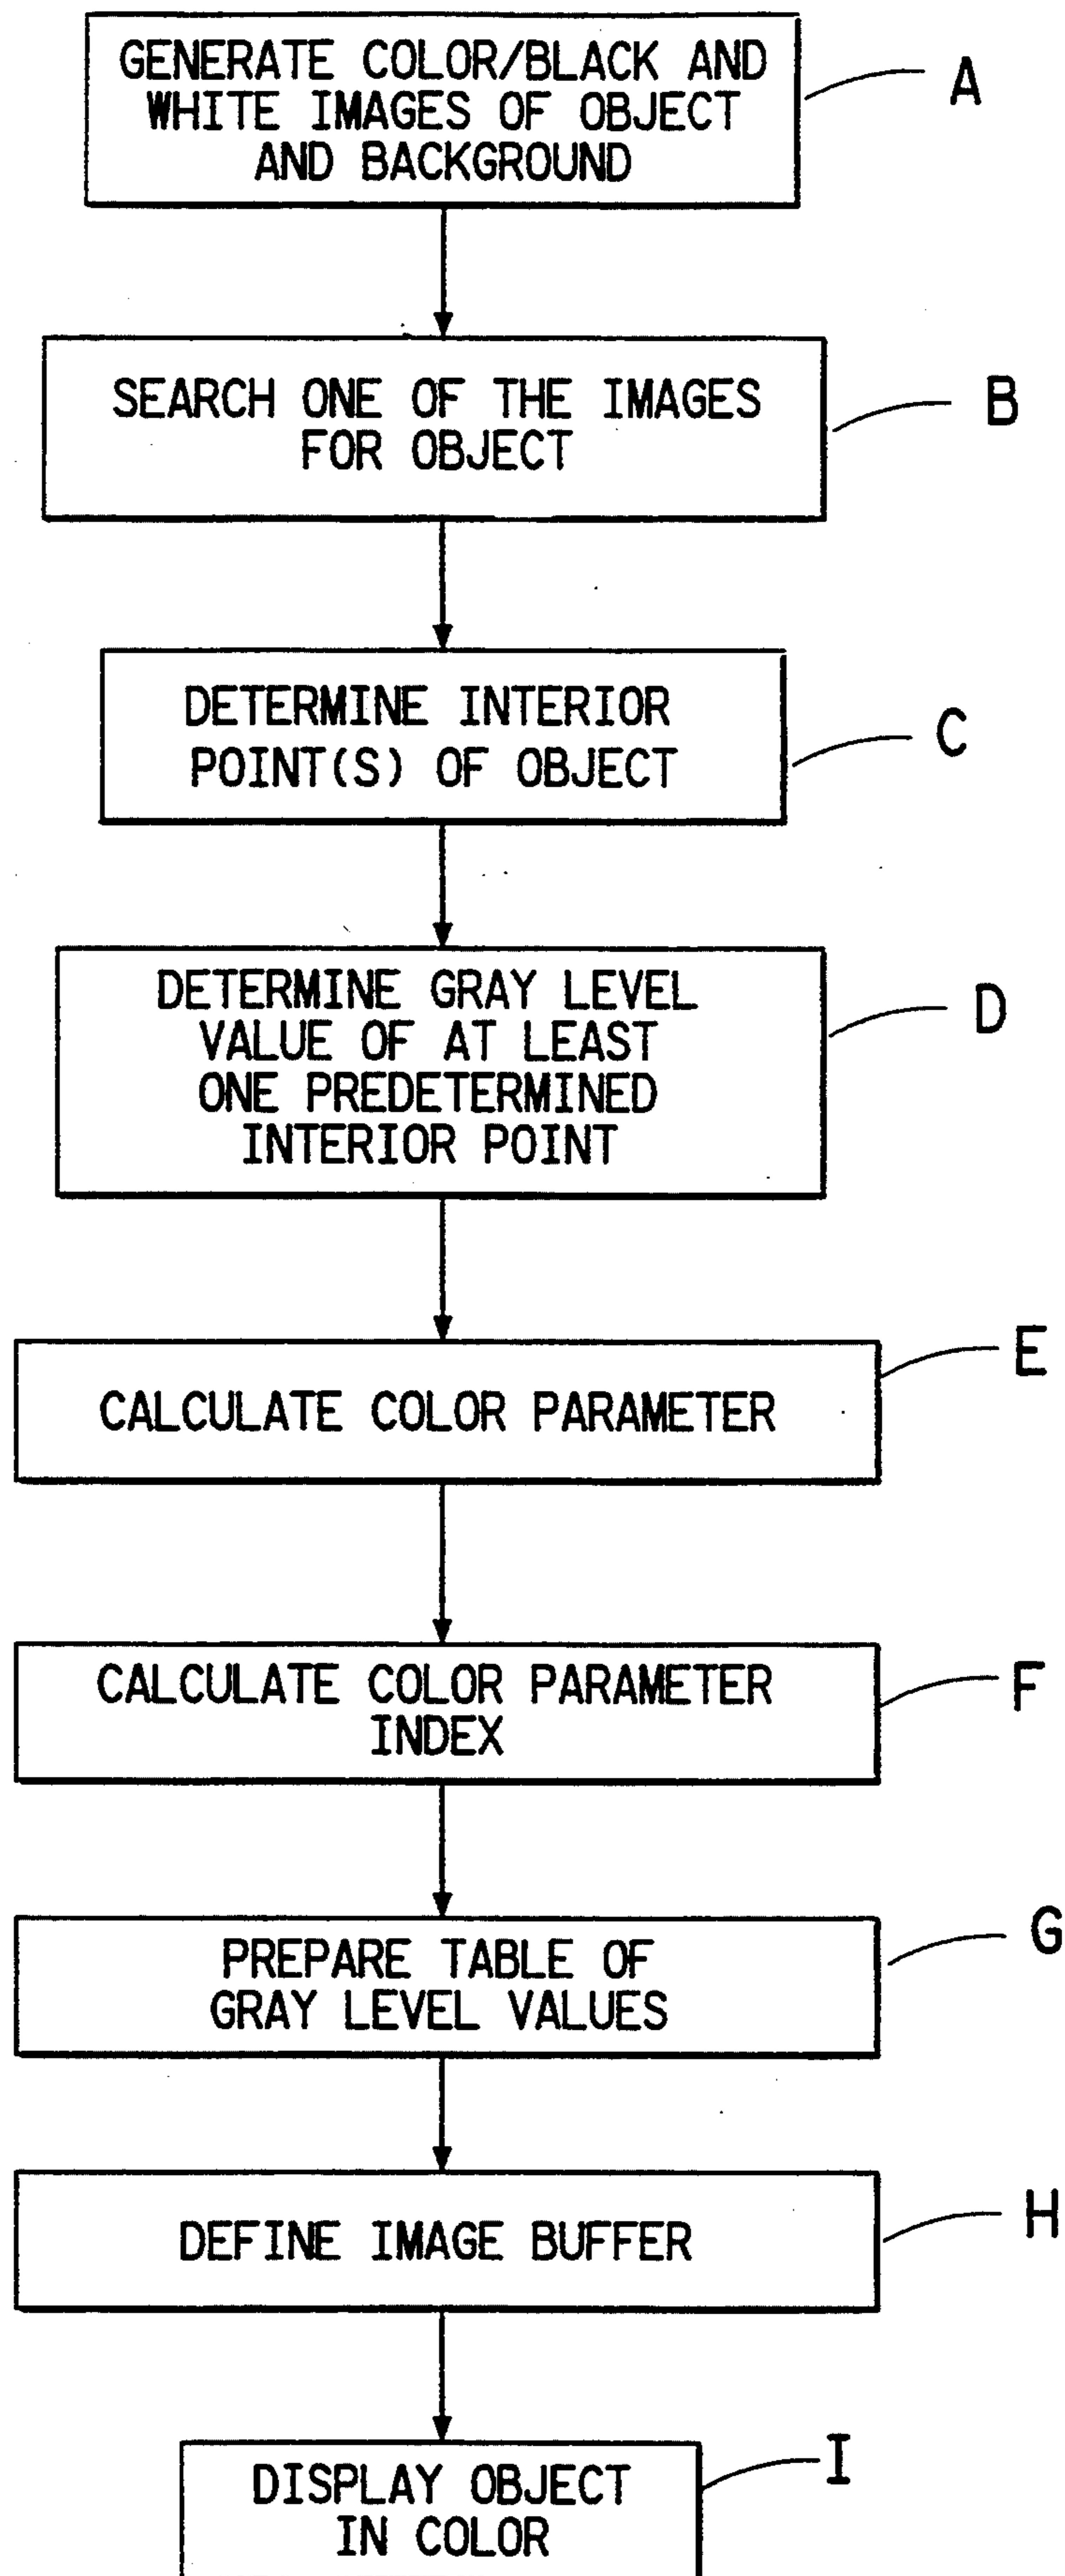 GENERATE COLOR/BLACK AND
WHITE IMAGES OF OBJECT
AND BACKGROUND
A
SEARCH ONE OF THE IMAGES
FOR OBJECT
B
DETERMINE INTERIOR
POINT(S) OF OBJECT
C
DETERMINE GRAY LEVEL
VALUE OF AT LEAST
ONE PREDETERMINED
INTERIOR POINT
D
CALCULATE COLOR PARAMETER
E
CALCULATE COLOR PARAMETER
INDEX
F
PREPARE TABLE OF
GRAY LEVEL VALUES
G
DEFINE IMAGE BUFFER
H
DISPLAY OBJECT
IN COLOR
I